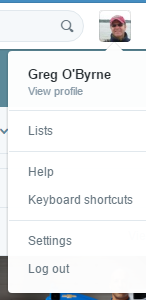 Greg O'Byrne
View profile
Lists
Help
Keyboard shortcuts
Settings
Log out